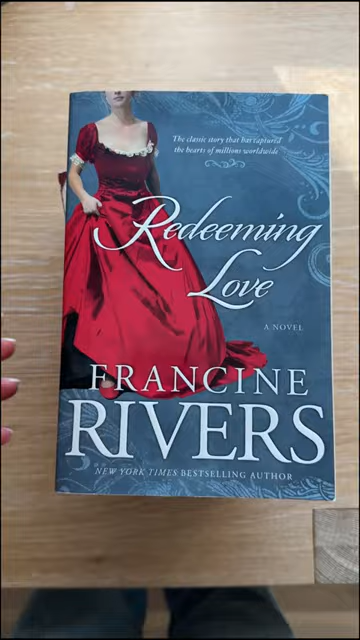 The classic story that has captured
the hearts of millions worldwide
Redeeming
Love
A NOVEL
FRANCINE
RIVERS
NEW YORK TIMES BESTSELLING AUTHOR